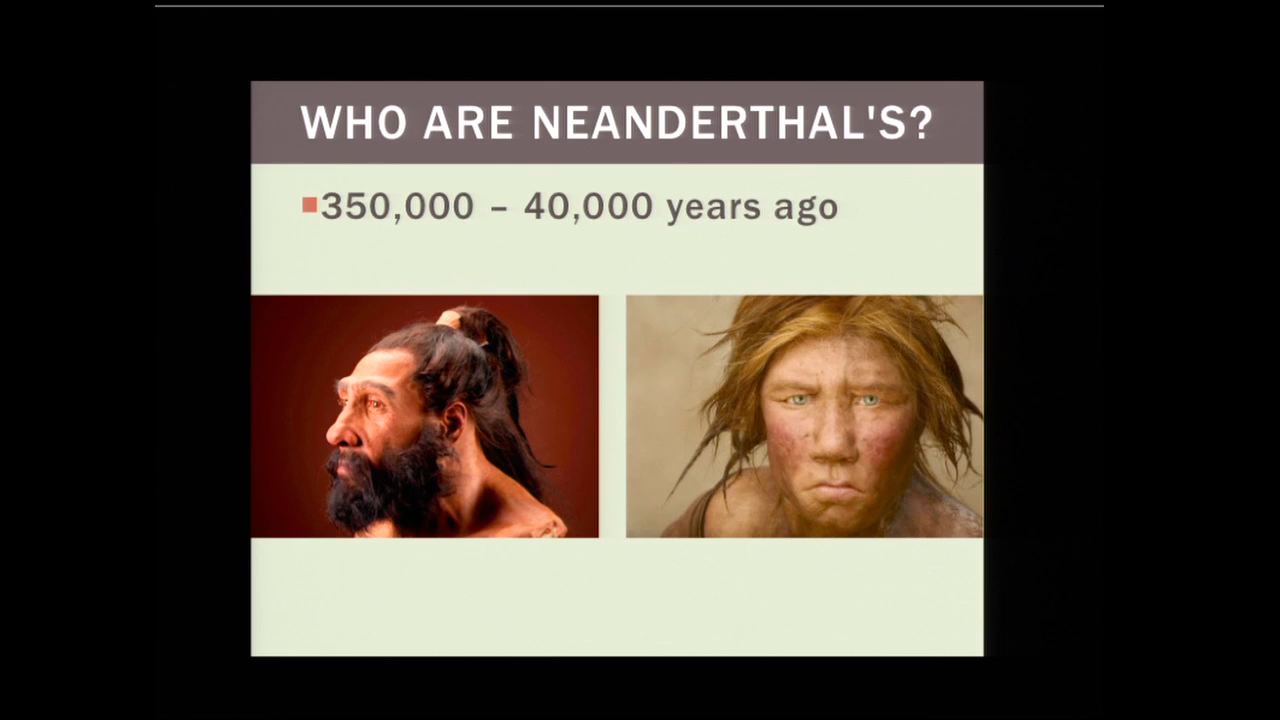 WHO ARE NEANDERTHAL'S?
350,000 – 40,000 years ago